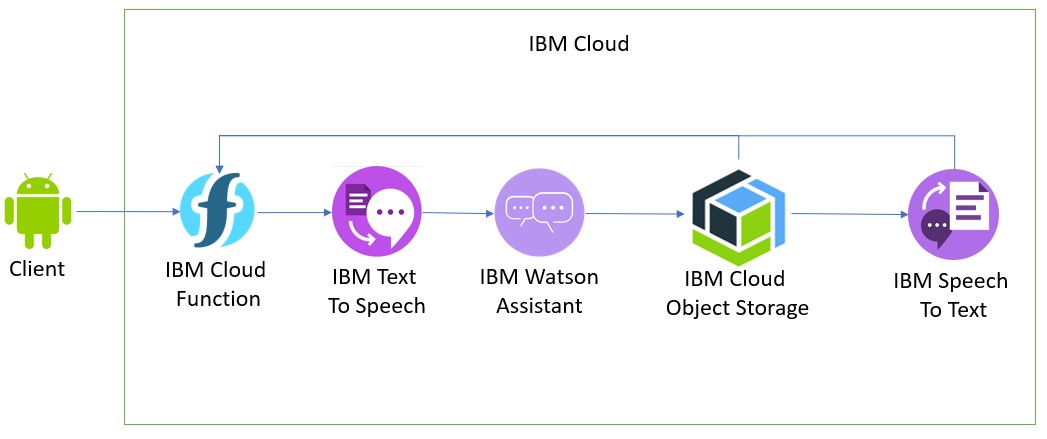 IBM Cloud
Client
IBM Cloud
Function
IBM Text
To Speech
IBM Watson
Assistant
IBM Cloud
Object Storage
IBM Speech
To Text